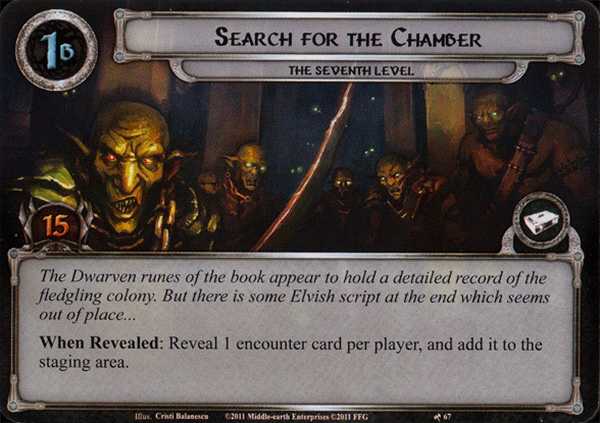 1B
SEARCH FOR THE CHAMBER
THE SEVENTH LEVEL
15
The Dwarven runes of the book appear to hold a detailed record of the
fledgling colony. But there is some Elvish script at the end which seems
out of place...
When Revealed: Reveal 1 encounter card per player, and add it to the
staging area.
Illus. Cristi Balanescu ©2011 Middle-earth Enterprises ©2011 FFG 67